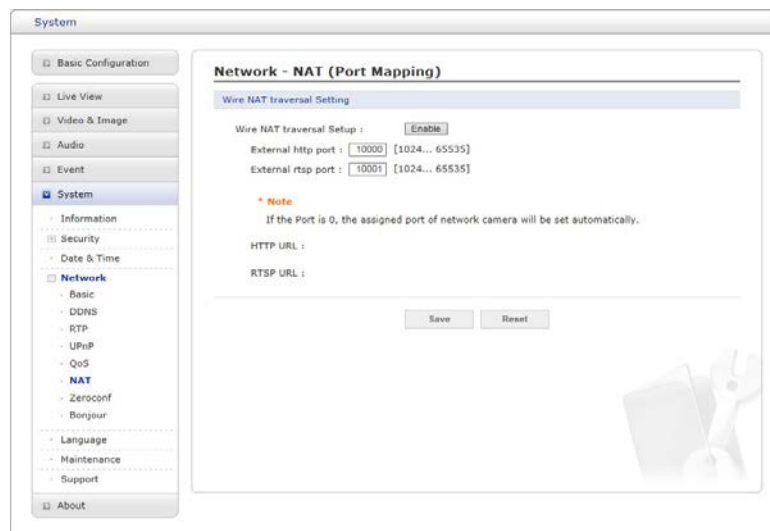 System
Basic Configuration
Live View
Video & Image
Audio
Event
System
Information
Security
Date & Time
Network
Basic
DDNS
RTP
UPnP
QoS
NAT
Zeroconf
Bonjour
Language
Maintenance
Support
About
Network - NAT (Port Mapping)
Wire NAT traversal Setting
Wire NAT traversal Setup : Enable
External http port : 10000 [1024... 65535]
External rtsp port : 10001 [1024... 65535]
* Note
If the Port is 0, the assigned port of network camera will be set automatically.
HTTP URL :
RTSP URL :
Save Reset